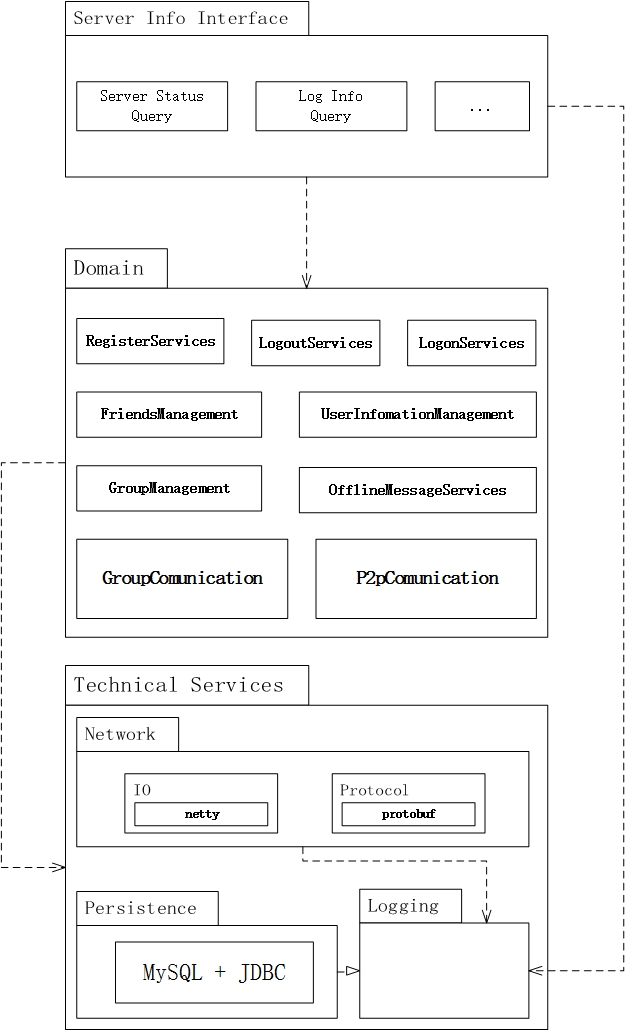 Server Info Interface
Server Status
Query
Log Info
Query
...
Domain
RegisterServices
LogoutServices
LogonServices
FriendsManagement
UserInfomationManagement
GroupManagement
OfflineMessageServices
GroupComunication
P2pComunication
Technical Services
Network
IO
netty
Protocol
protobuf
Persistence
MySQL + JDBC
Logging